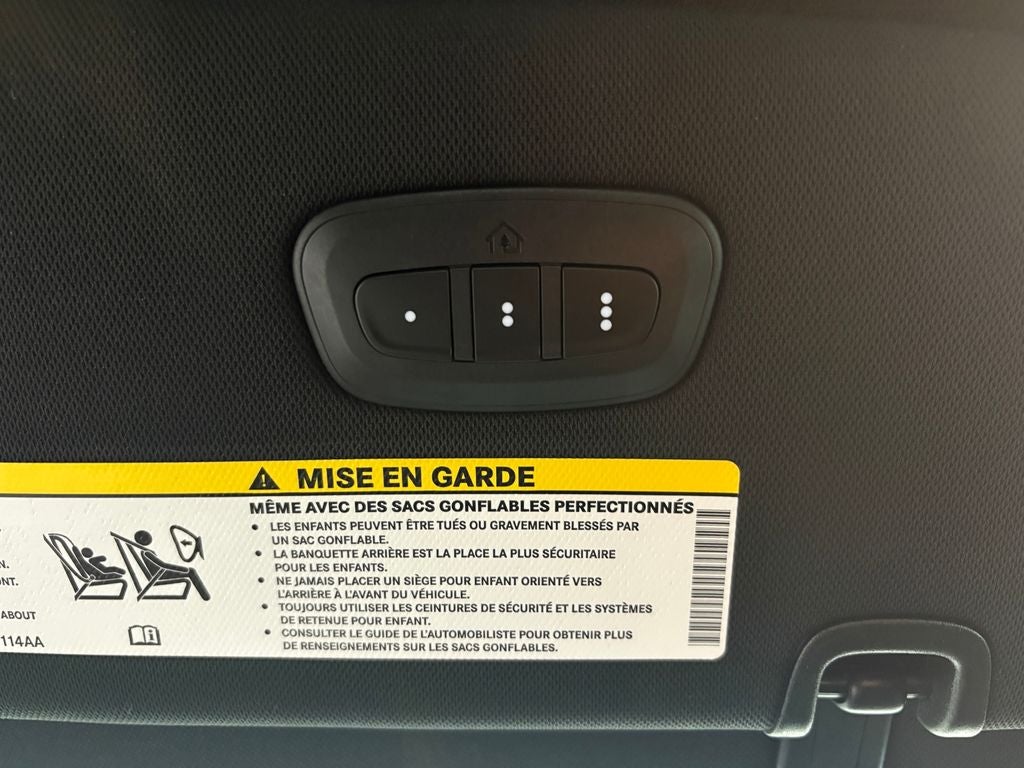 MISE EN GARDE
MÊME AVEC DES SACS GONFLABLES PERFECTIONNÉS
• LES ENFANTS PEUVENT ÊTRE TUÉS OU GRAVEMENT BLESSÉS PAR
UN SAC GONFLABLE.
• LA BANQUETTE ARRIÈRE EST LA PLACE LA PLUS SÉCURITAIRE
POUR LES ENFANTS.
• NE JAMAIS PLACER UN SIÈGE POUR ENFANT ORIENTÉ VERS
L'ARRIÈRE À L'AVANT DU VÉHICULE.
• TOUJOURS UTILISER LES CEINTURES DE SÉCURITÉ ET LES SYSTÈMES
DE RETENUE POUR ENFANT.
• CONSULTER LE GUIDE DE L'AUTOMOBILISTE POUR OBTENIR PLUS
DE RENSEIGNEMENTS SUR LES SACS GONFLABLES.
N.
NT.
ABOUT
114AA